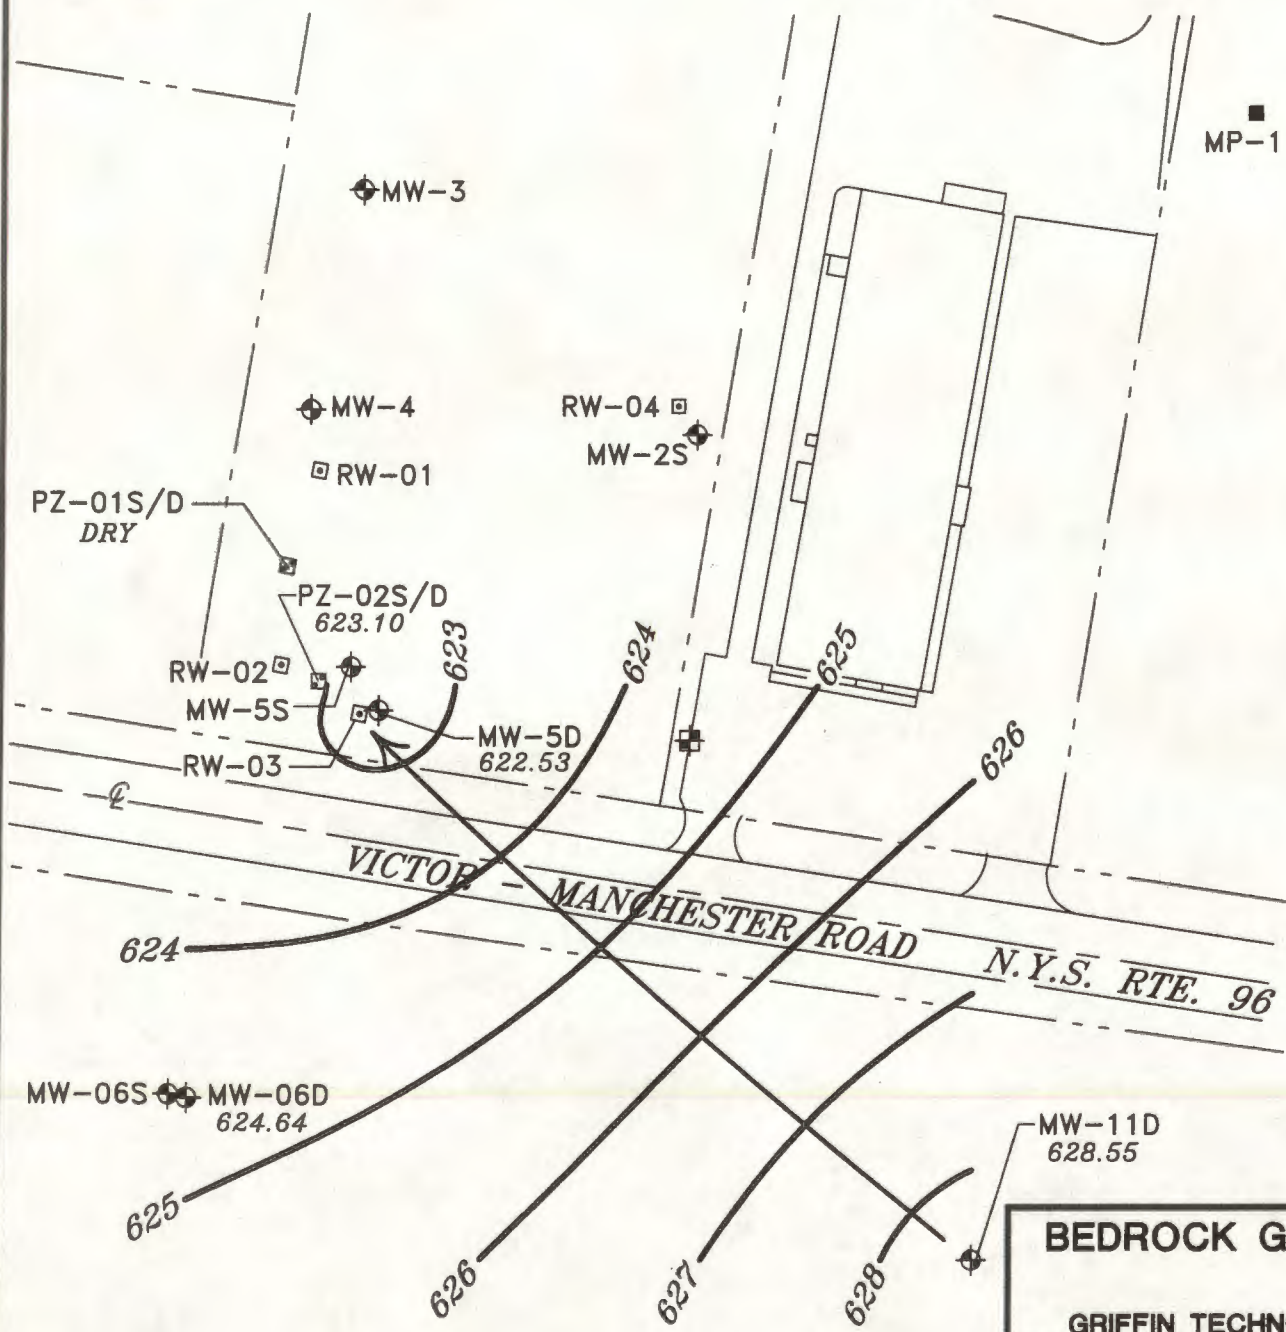 MP-1
MW-3
MW-4
RW-04
MW-2S
RW-01
PZ-01S/D
DRY
PZ-02S/D
623.10
623
624
625
RW-02
MW-5S
MW-5D
622.53
RW-03
626
℄
VICTOR - MANCHESTER ROAD N.Y.S. RTE. 96
624
MW-06S
MW-06D
624.64
MW-11D
628.55
625
626
627
628
BEDROCK G
GRIFFIN TECHN